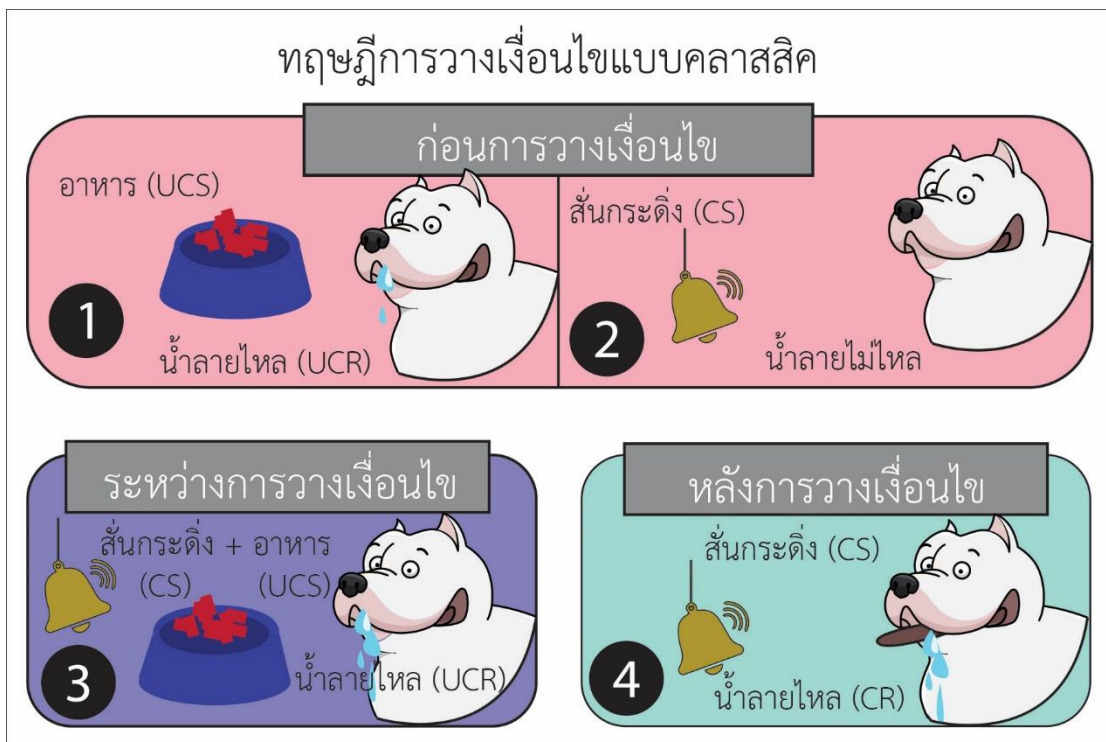 ทฤษฎีการวางเงื่อนไขแบบคลาสสิค
ก่อนการวางเงื่อนไข
อาหาร (UCS)
1
น้ำลายไหล (UCR)
สั่นกระดิ่ง (CS)
2
น้ำลายไม่ไหล
ระหว่างการวางเงื่อนไข
สั่นกระดิ่ง + อาหาร
(CS) (UCS)
3
น้ำลายไหล (UCR)
หลังการวางเงื่อนไข
สั่นกระดิ่ง (CS)
4
น้ำลายไหล (CR)